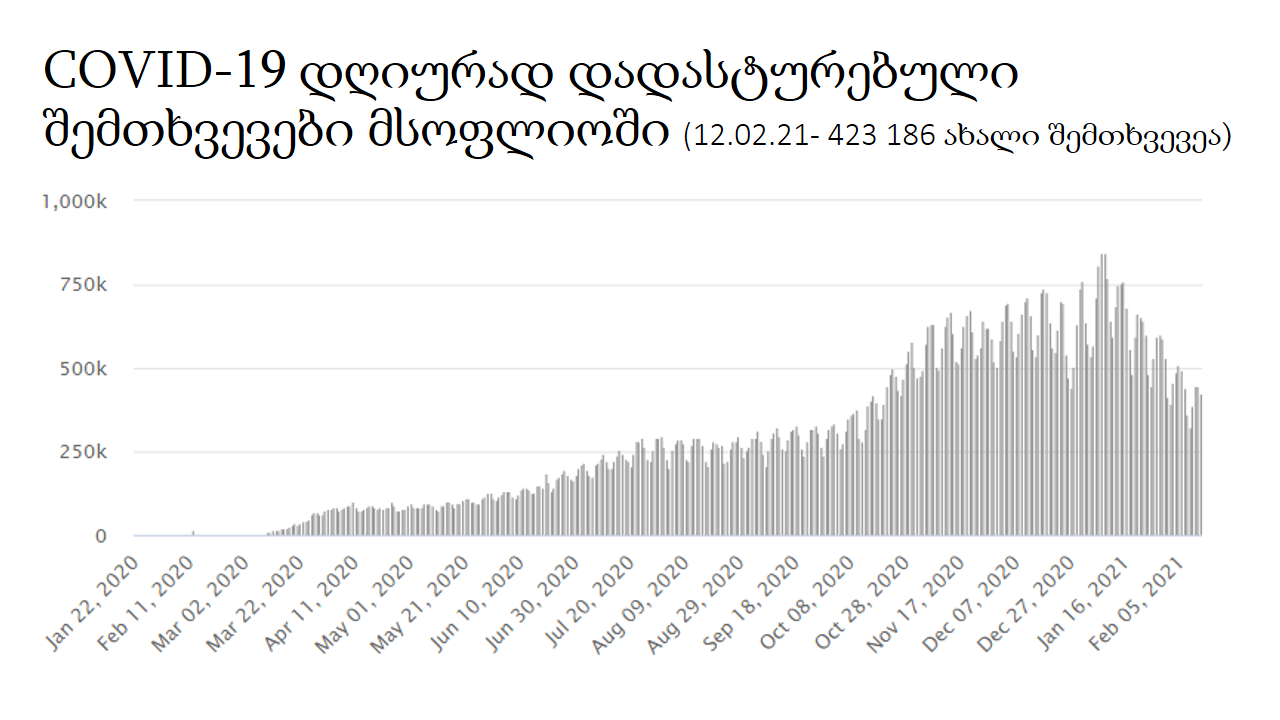 COVID-19 დღიურად დადასტურებული
შემთხვევები მსოფლიოში (12.02.21- 423 186 ახალი შემთხვევეა)
1,000k
750k
500k
250k
0
Jan 22, 2020
Feb 11, 2020
Mar 02, 2020
Mar 22, 2020
Apr 11, 2020
May 01, 2020
May 21, 2020
Jun 10, 2020
Jun 30, 2020
Jul 20, 2020
Aug 09, 2020
Aug 29, 2020
Sep 18, 2020
Oct 08, 2020
Oct 28, 2020
Nov 17, 2020
Dec 07, 2020
Dec 27, 2020
Jan 16, 2021
Feb 05, 2021